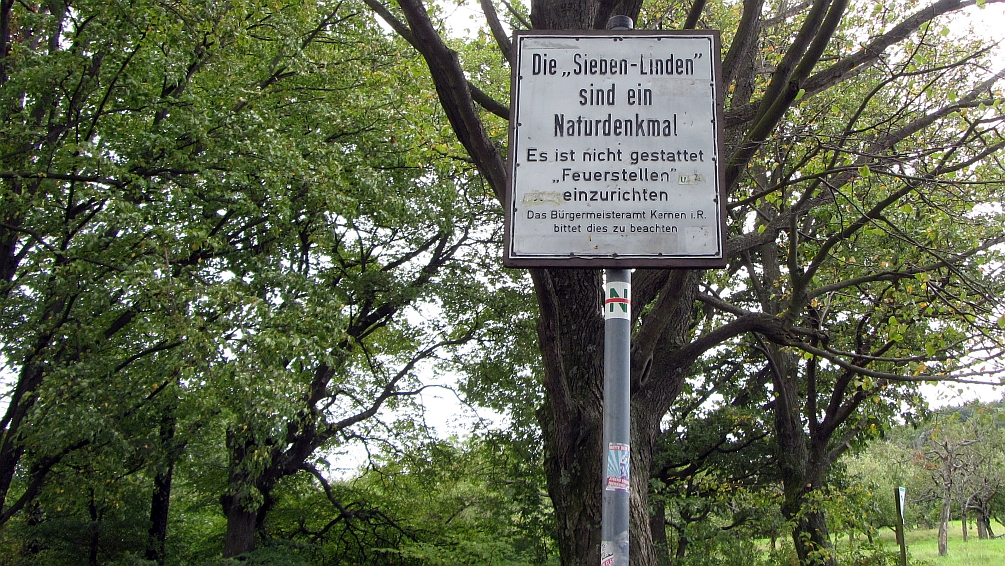 Die „Sieben-Linden”
sind ein
Naturdenkmal
Es ist nicht gestattet
„Feuerstellen”
einzurichten
Das Bürgermeisteramt Kernen i.R.
bittet dies zu beachten
N